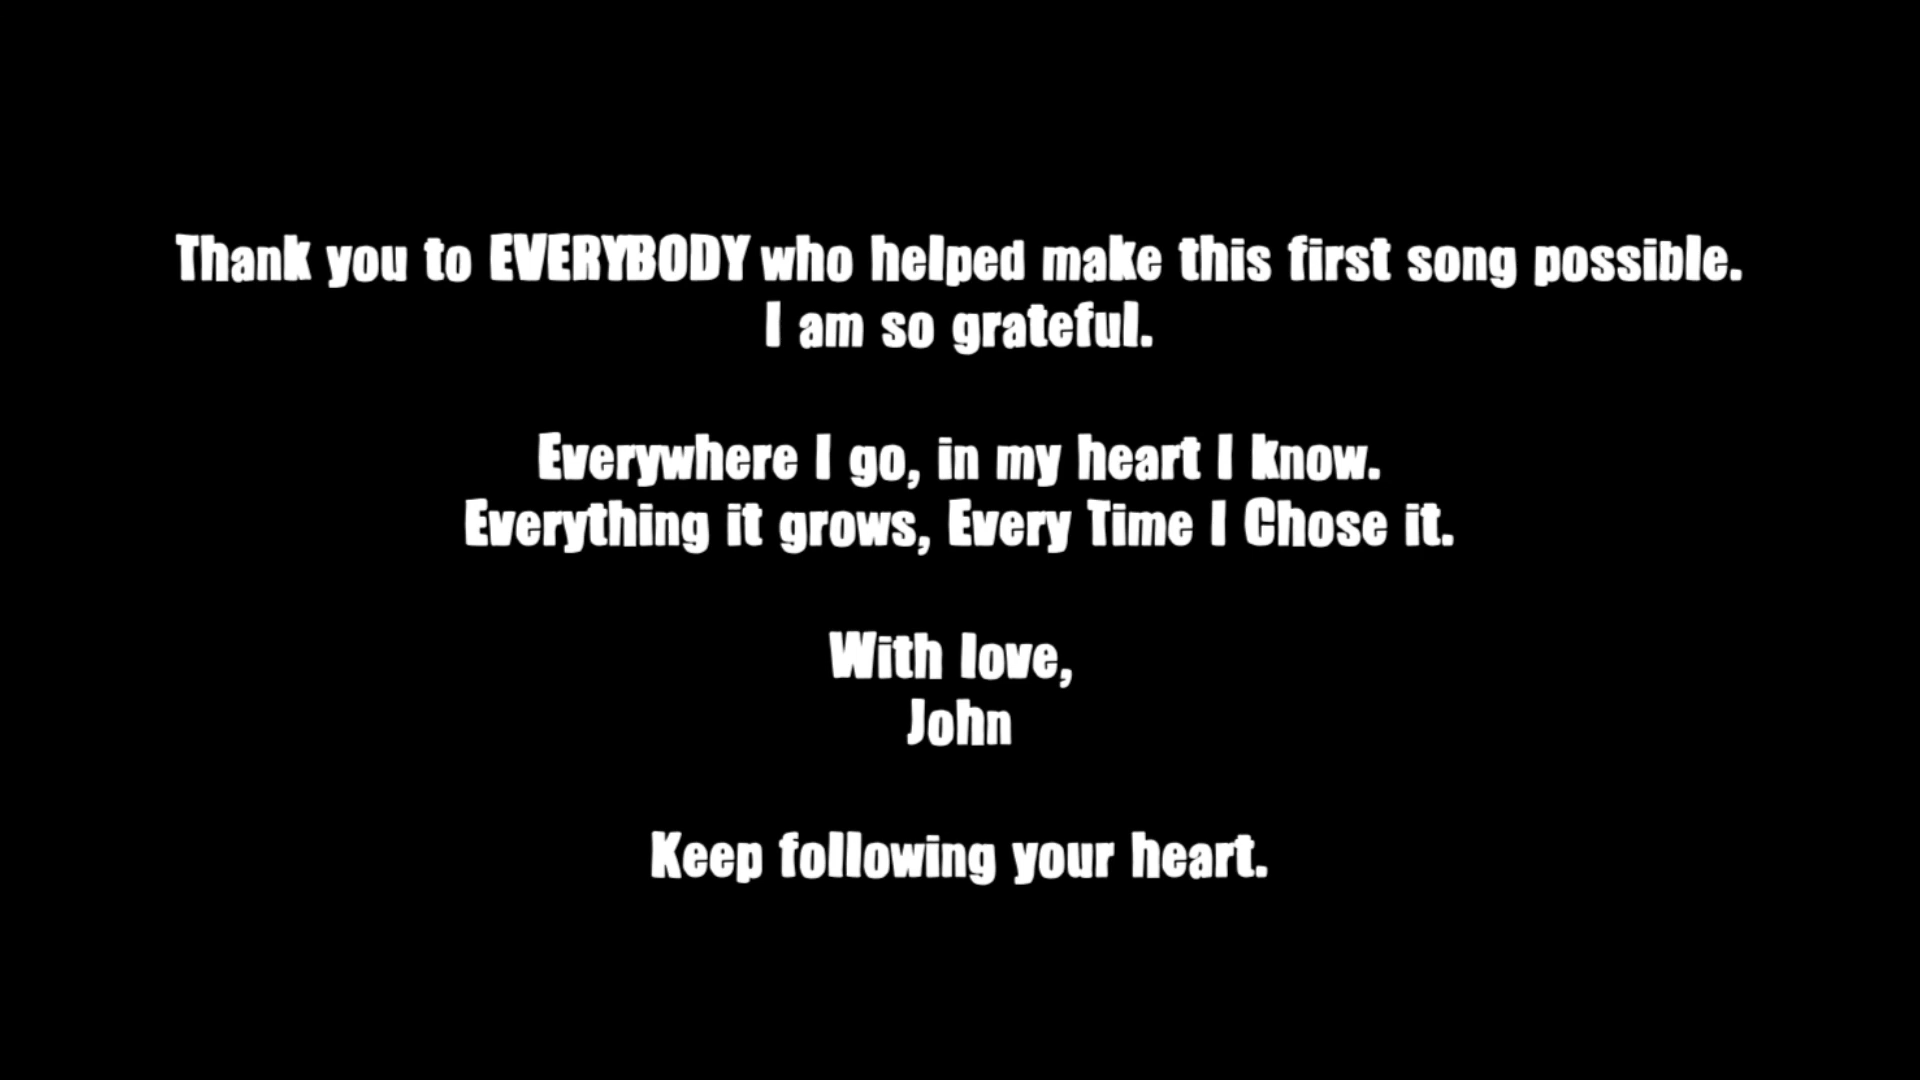 Thank you to EVERYBODY who helped make this first song possible.
I am so grateful.
Everywhere I go, in my heart I know.
Everything it grows, Every Time I Chose it.
With love,
John
Keep following your heart.